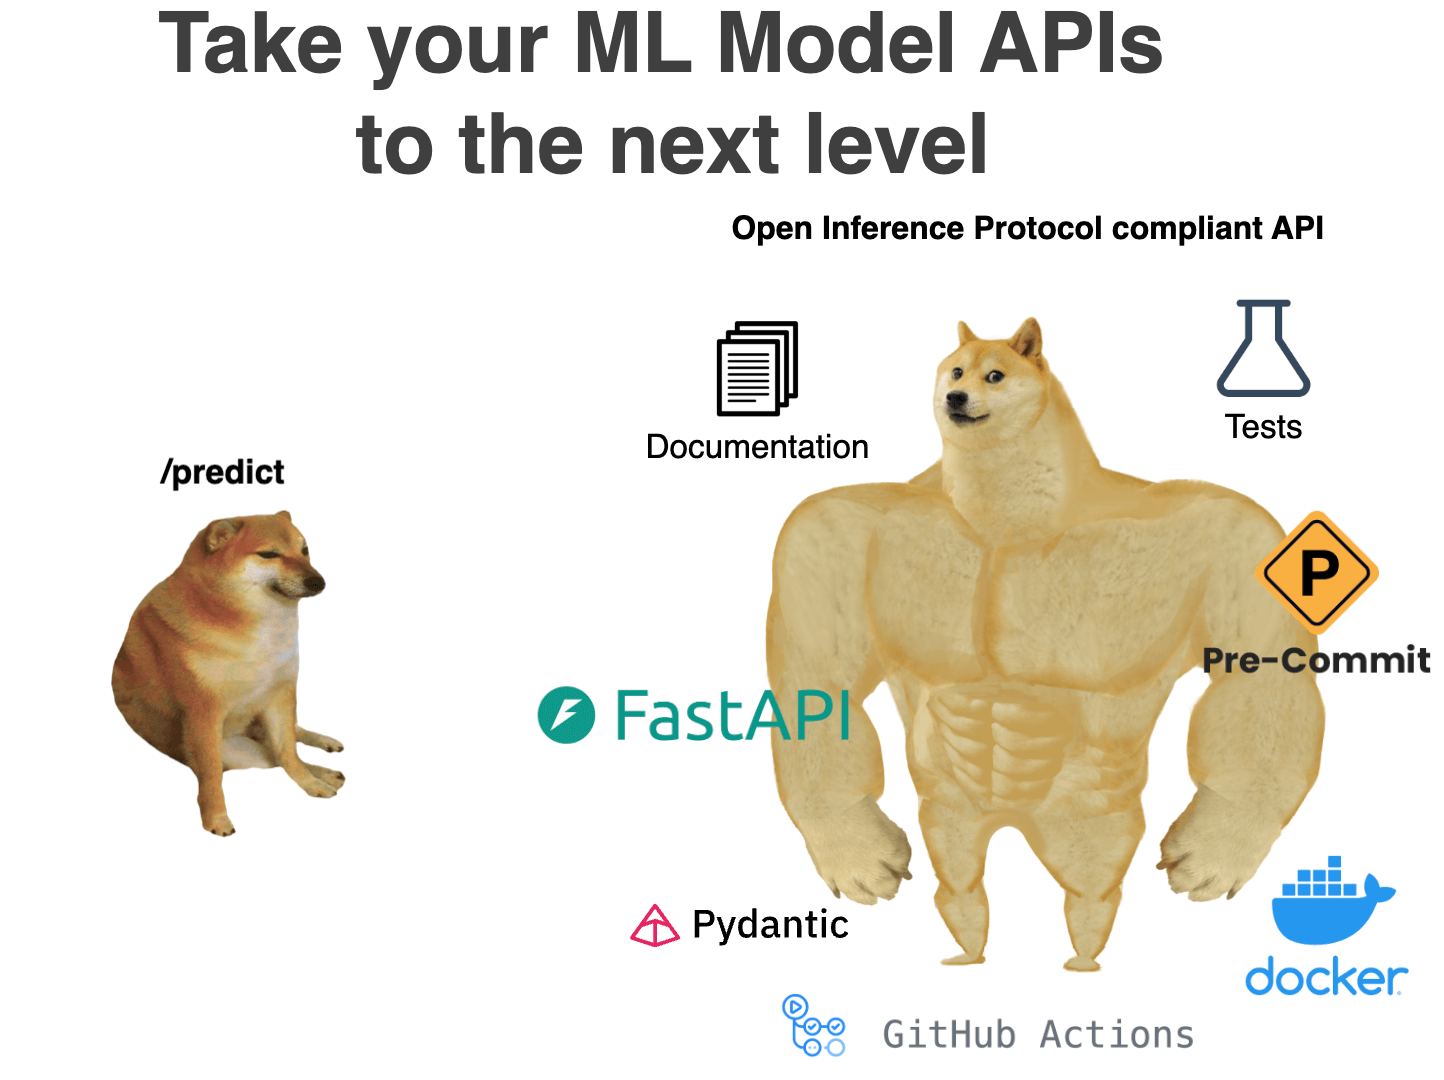 Take your ML Model APIs
to the next level
Open Inference Protocol compliant API
Documentation
Tests
/predict
P
Pre-Commit
FastAPI
Pydantic
docker
GitHub Actions